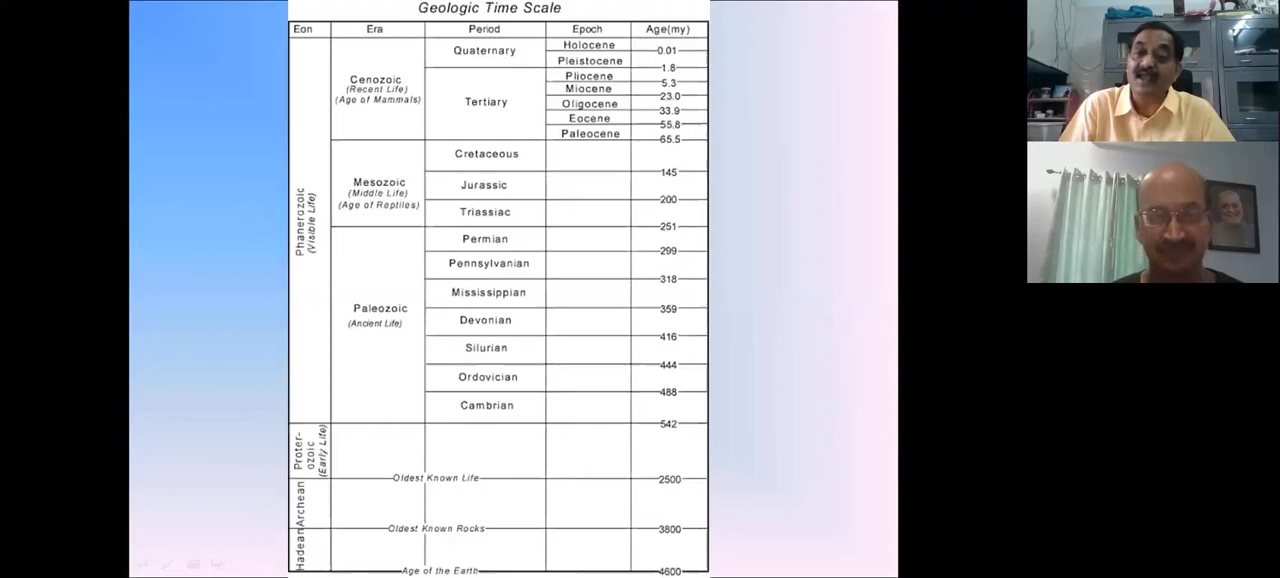 Geologic Time Scale
Eon Era Period Epoch Age(my)
Holocene
Quaternary 0.01
Pleistocene
1.8
Pliocene
Cenozoic 5.3
(Recent Life) Miocene
(Age of Mammals) 23.0
Tertiary Oligocene
33.9
Eocene
55.8
Paleocene
65.5
Cretaceous
145
Mesozoic
(Middle Life) Jurassic
(Age of Reptiles) 200
Triassiac
251
Phanerozoic
(Visible Life)
Permian
299
Pennsylvanian
318
Mississippian
Paleozoic 359
(Ancient Life) Devonian
416
Silurian
444
Ordovician
488
Cambrian
542
Proter-
ozoic
(Early Life)
Oldest Known Life 2500
Archean
Oldest Known Rocks 3800
Hadean
Age of the Earth 4600